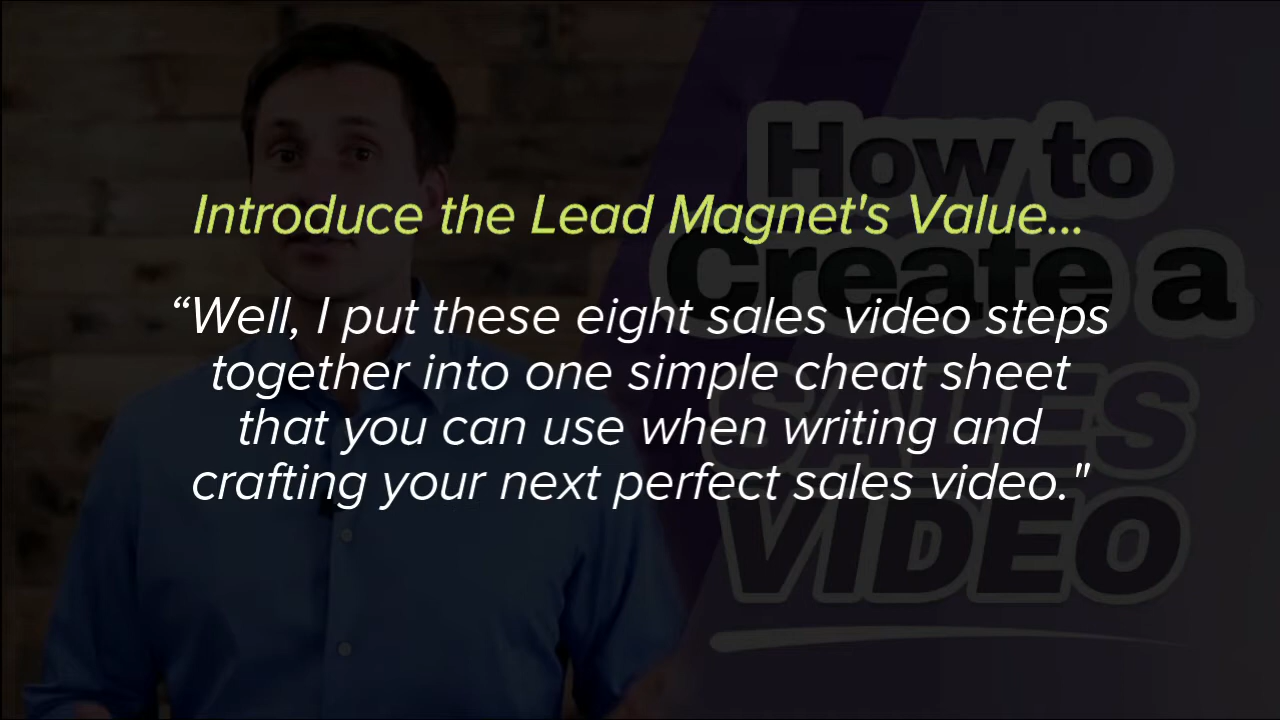 Introduce the Lead Magnet's Value...
“Well, I put these eight sales video steps
together into one simple cheat sheet
that you can use when writing and
crafting your next perfect sales video."
How to
Create a
SALES
VIDEO